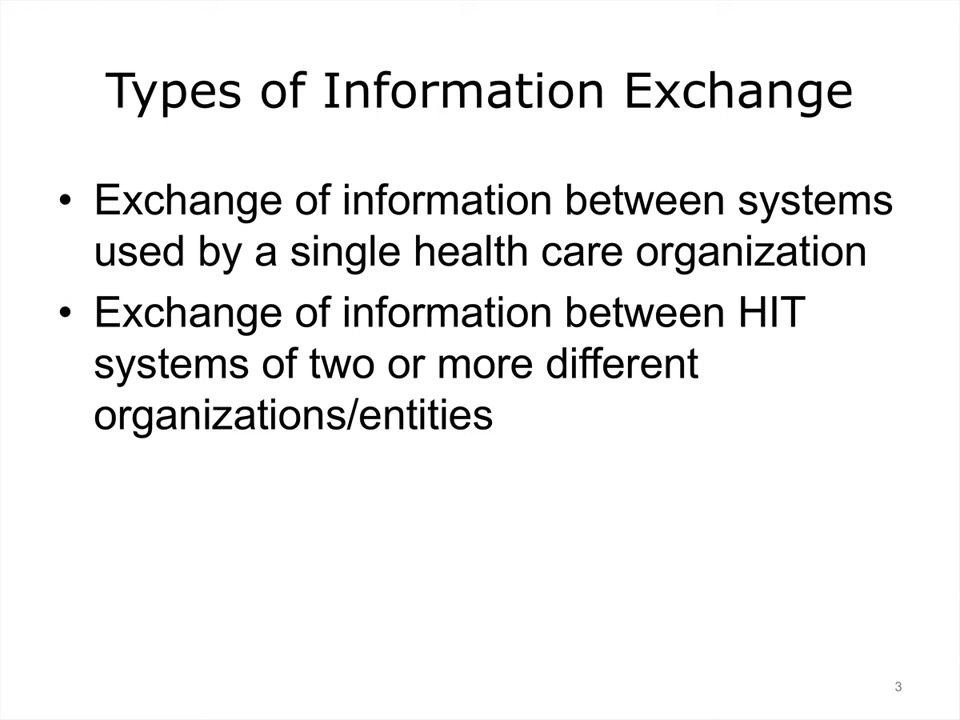 Types of Information Exchange
• Exchange of information between systems
used by a single health care organization
• Exchange of information between HIT
systems of two or more different
organizations/entities
3